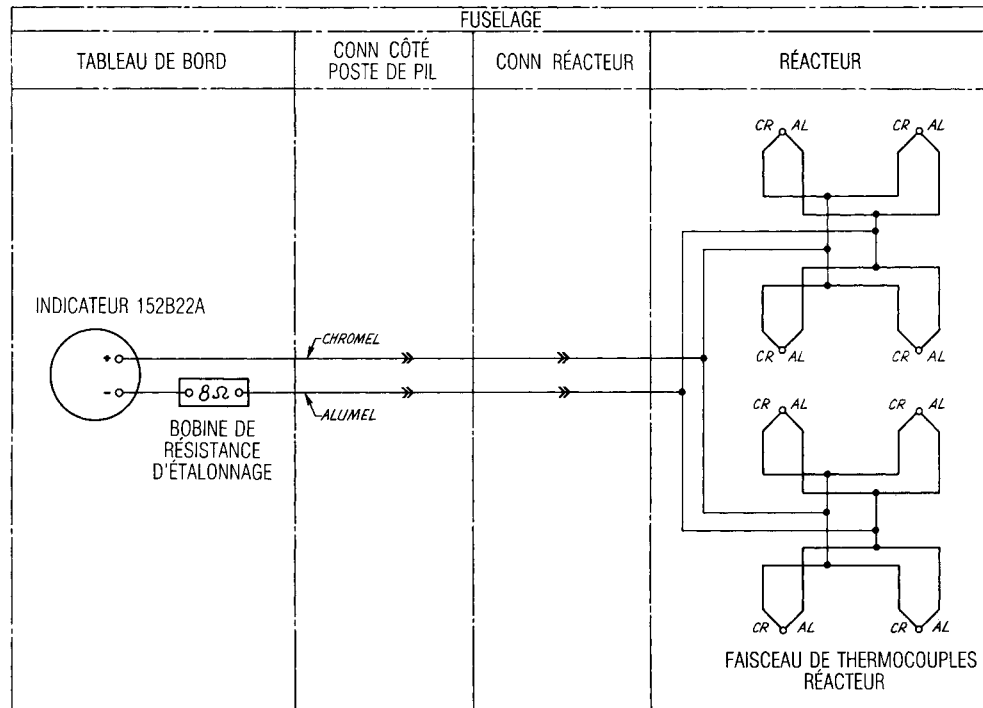 FUSELAGE
TABLEAU DE BORD
CONN CÔTÉ
POSTE DE PIL
CONN RÉACTEUR
RÉACTEUR
CR AL
CR AL
INDICATEUR 152B22A
+
-
8Ω
BOBINE DE
RÉSISTANCE
D'ÉTALONNAGE
CHROMEL
ALUMEL
CR AL
CR AL
CR AL
CR AL
CR AL
CR AL
FAISCEAU DE THERMOCOUPLES
RÉACTEUR